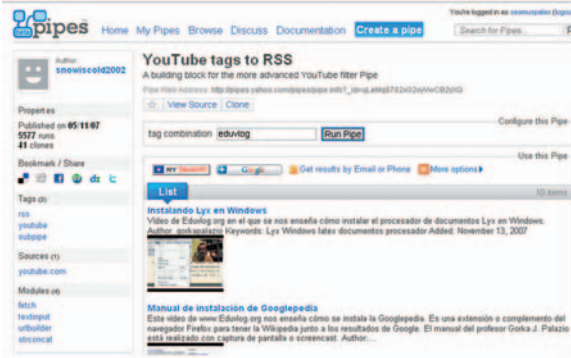 You're logged in as:
pipes Home My Pipes Browse Discuss Documentation Create a pipe Search for Pipes...
Author:
snowiscold2002
Properties
Published on 05/11/07
5577 runs
41 clones
Bookmark / Share
Tags (3)
rss
youtube
subpipe
Sources (1)
youtube.com
Modules (4)
fetch
textinput
urlbuilder
strconcat
YouTube tags to RSS
A building block for the more advanced YouTube filter Pipe
Pipe Web Address:
View Source Clone
Configure this Pipe
tag combination eduvlog Run Pipe
Use this Pipe
MY Google Get results by Email or Phone More options
List 10 items
Instalando Lyx en Windows
Vídeo de Eduvlog.org en el que se nos enseña cómo instalar el procesador de documentos Lyx en Windows.
Author: gorkapalazio Keywords: Lyx Windows latex documentos procesador Added: November 13, 2007
Manual de instalación de Googlepedia
Este vídeo de www.Eduvlog.org nos enseña cómo se instala la Googlepedia. Es una extensión o complemento del
navegador Firefox para tener la Wikipedia junto a los resultados de Google. El manual del profesor Gorka J. Palazio
está realizado con captura de pantalla o screencast. Author:...